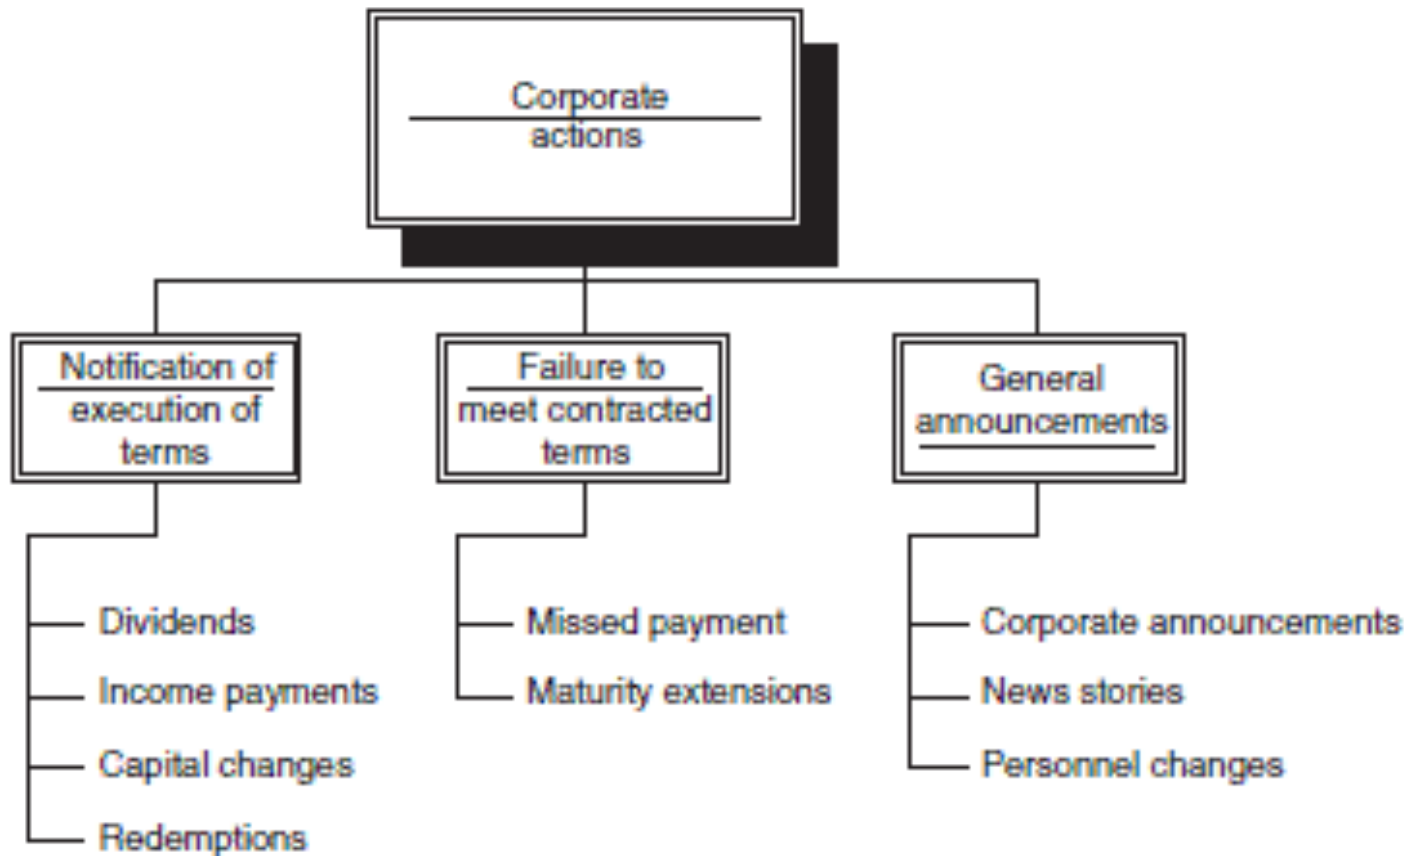 Corporate
actions
Notification of
execution of
terms
Failure to
meet contracted
terms
General
announcements
Dividends
Income payments
Capital changes
Redemptions
Missed payment
Maturity extensions
Corporate announcements
News stories
Personnel changes